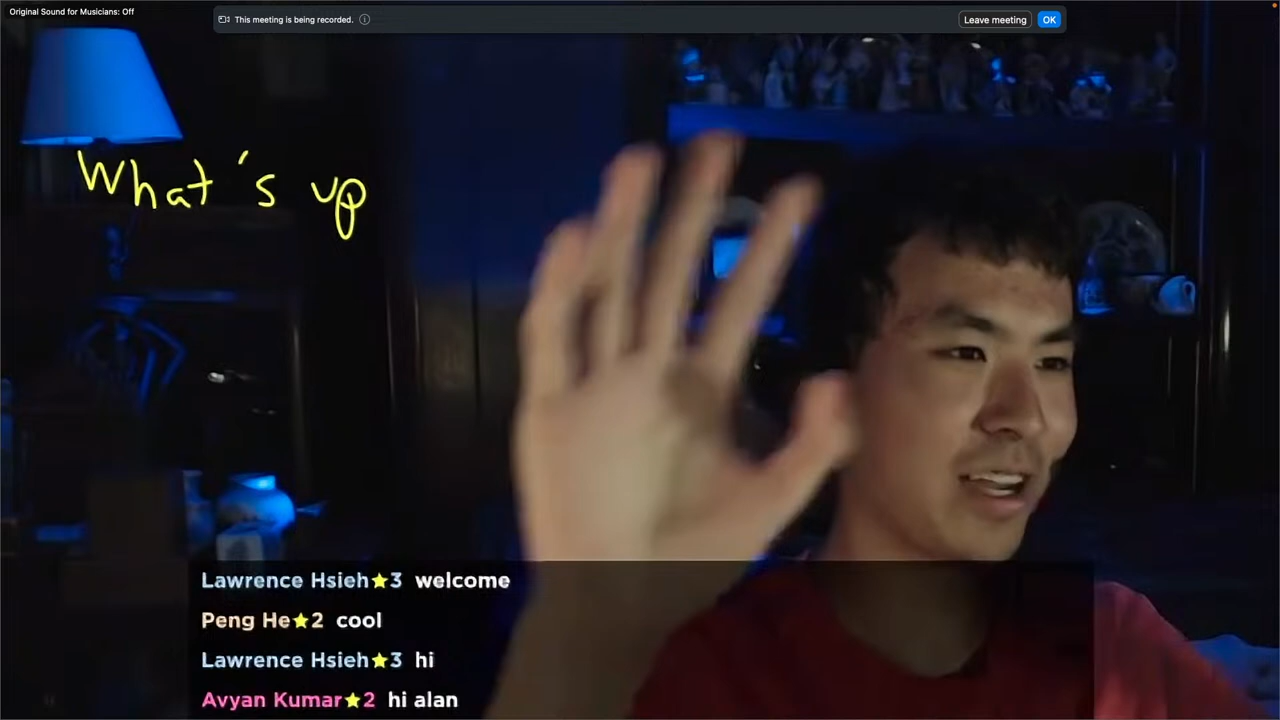 Original Sound for Musicians: Off
This meeting is being recorded.
Leave meeting
OK
What's up
Lawrence Hsieh★3 welcome
Peng He★2 cool
Lawrence Hsieh★3 hi
Avyan Kumar★2 hi alan